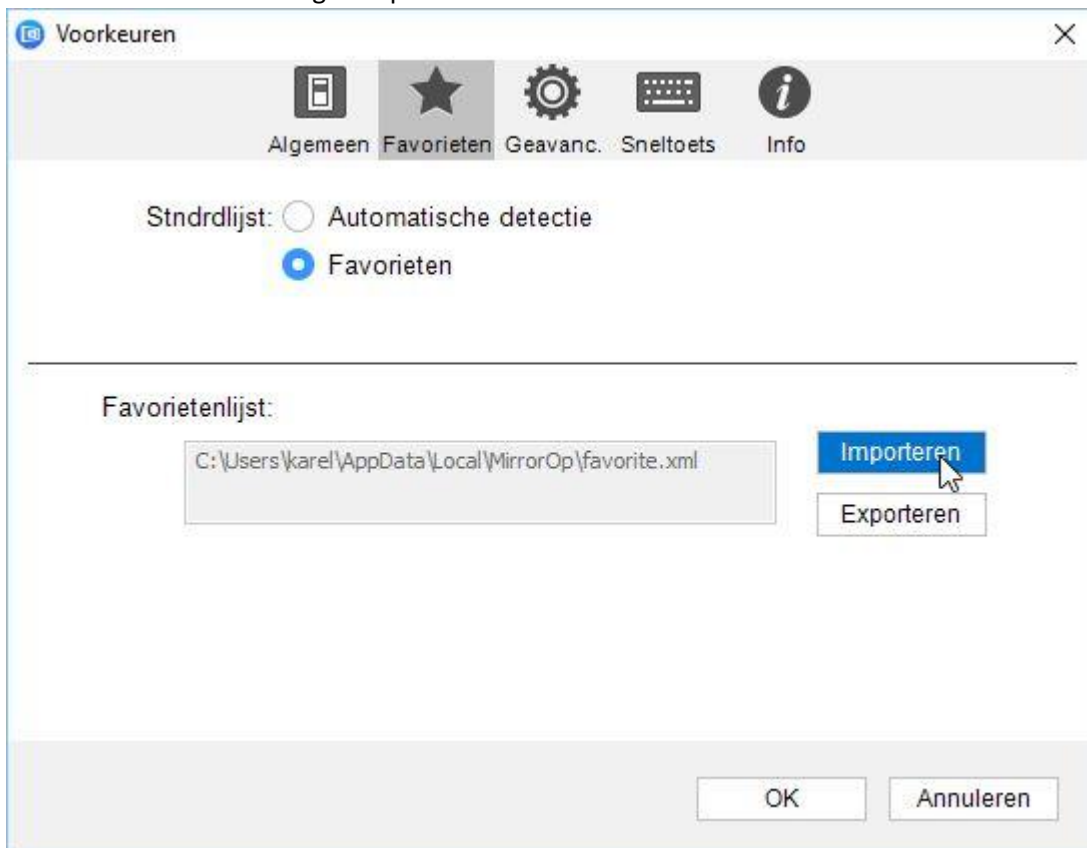 Voorkeuren
Algemeen Favorieten Geavanc. Sneltoets Info
Stndrdlijst: Automatische detectie
Favorieten
Favorietenlijst:
C:\Users\karel\AppData\Local\MirrorOp\favorite.xml
Importeren
Exporteren
OK Annuleren